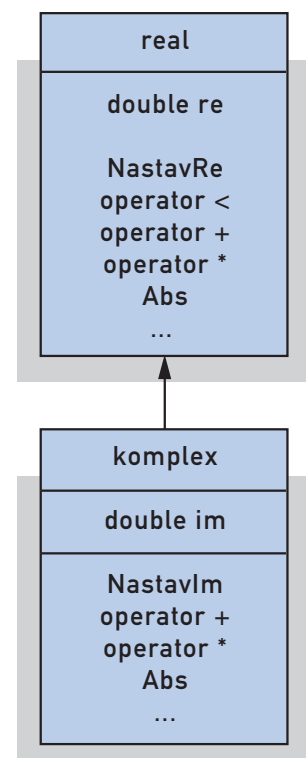 real
double re
NastavRe
operator <
operator +
operator *
Abs
...
komplex
double im
NastavIm
operator +
operator *
Abs
...